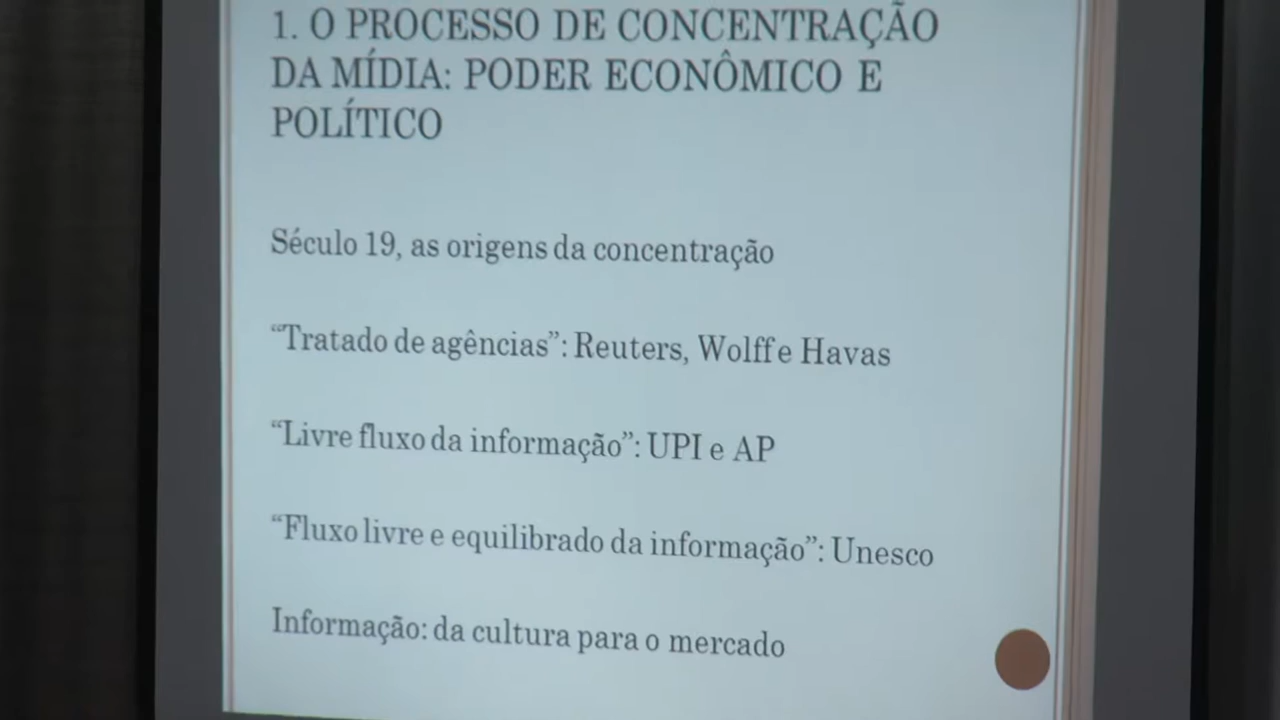 1. O PROCESSO DE CONCENTRAÇÃO
DA MÍDIA: PODER ECONÔMICO E
POLÍTICO
Século 19, as origens da concentração
“Tratado de agências”: Reuters, Wolff e Havas
“Livre fluxo da informação”: UPI e AP
“Fluxo livre e equilibrado da informação”: Unesco
Informação: da cultura para o mercado